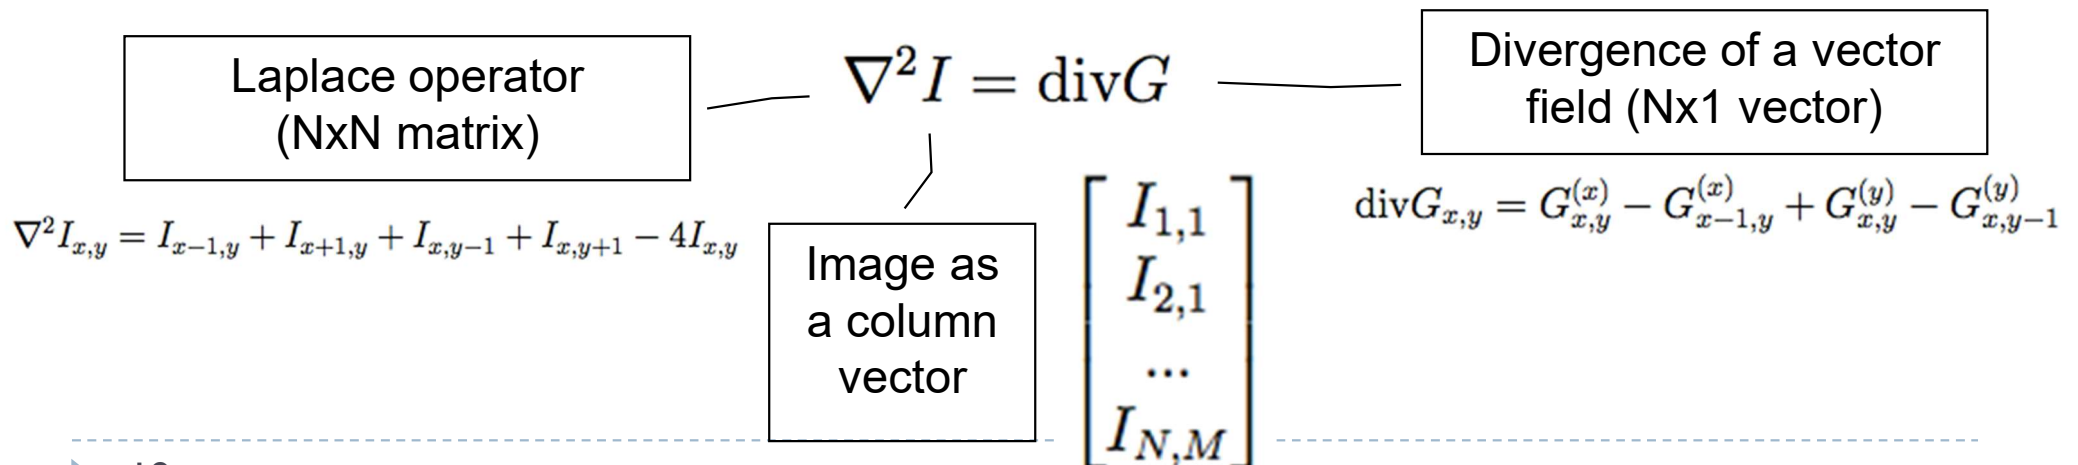 Laplace operator
(NxN matrix)
∇²I = divG
Divergence of a vector
field (Nx1 vector)
∇²I_{x,y} = I_{x−1,y} + I_{x+1,y} + I_{x,y−1} + I_{x,y+1} − 4I_{x,y}
Image as
a column
vector
I_{1,1}
I_{2,1}
...
I_{N,M}
divG_{x,y} = G^{(x)}_{x,y} − G^{(x)}_{x−1,y} + G^{(y)}_{x,y} − G^{(y)}_{x,y−1}